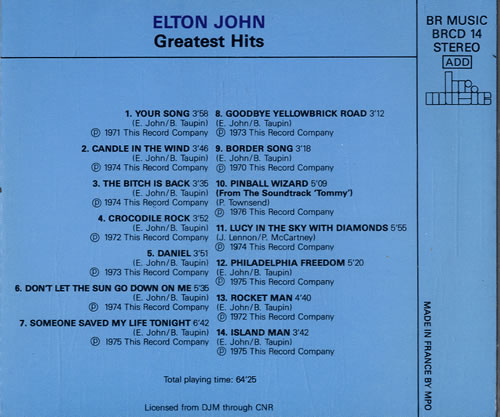 ELTON JOHN
Greatest Hits
BR MUSIC
BRCD 14
STEREO
ADD
1. YOUR SONG 3'58
(E. John/B. Taupin)
℗ 1971 This Record Company
2. CANDLE IN THE WIND 3'46
(E. John/B. Taupin)
℗ 1974 This Record Company
3. THE BITCH IS BACK 3'35
(E. John/B. Taupin)
℗ 1974 This Record Company
4. CROCODILE ROCK 3'52
(E. John/B. Taupin)
℗ 1972 This Record Company
5. DANIEL 3'51
(E. John/B. Taupin)
℗ 1973 This Record Company
6. DON'T LET THE SUN GO DOWN ON ME 5'35
(E. John/B. Taupin)
℗ 1974 This Record Company
7. SOMEONE SAVED MY LIFE TONIGHT 6'42
(E. John/B. Taupin)
℗ 1975 This Record Company
8. GOODBYE YELLOWBRICK ROAD 3'12
(E. John/B. Taupin)
℗ 1973 This Record Company
9. BORDER SONG 3'18
(E. John/B. Taupin)
℗ 1970 This Record Company
10. PINBALL WIZARD 5'09
(From The Soundtrack 'Tommy')
(P. Townsend)
℗ 1976 This Record Company
11. LUCY IN THE SKY WITH DIAMONDS 5'55
(J. Lennon/P. McCartney)
℗ 1974 This Record Company
12. PHILADELPHIA FREEDOM 5'20
(E. John/B. Taupin)
℗ 1975 This Record Company
13. ROCKET MAN 4'40
(E. John/B. Taupin)
℗ 1972 This Record Company
14. ISLAND MAN 3'42
(E. John/B. Taupin)
℗ 1975 This Record Company
Total playing time: 64'25
Licensed from DJM through CNR
MADE IN FRANCE BY MPO